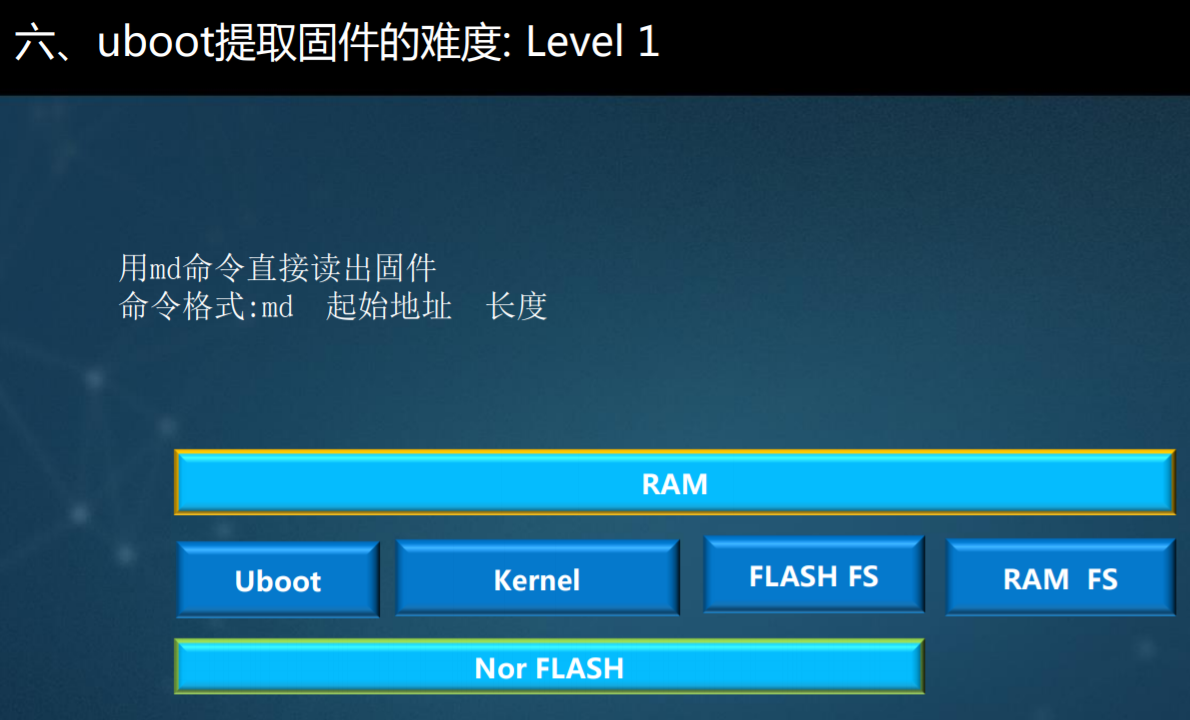 六、uboot提取固件的难度: Level 1
用md命令直接读出固件
命令格式:md 起始地址 长度
RAM
Uboot
Kernel
FLASH FS
RAM FS
Nor FLASH